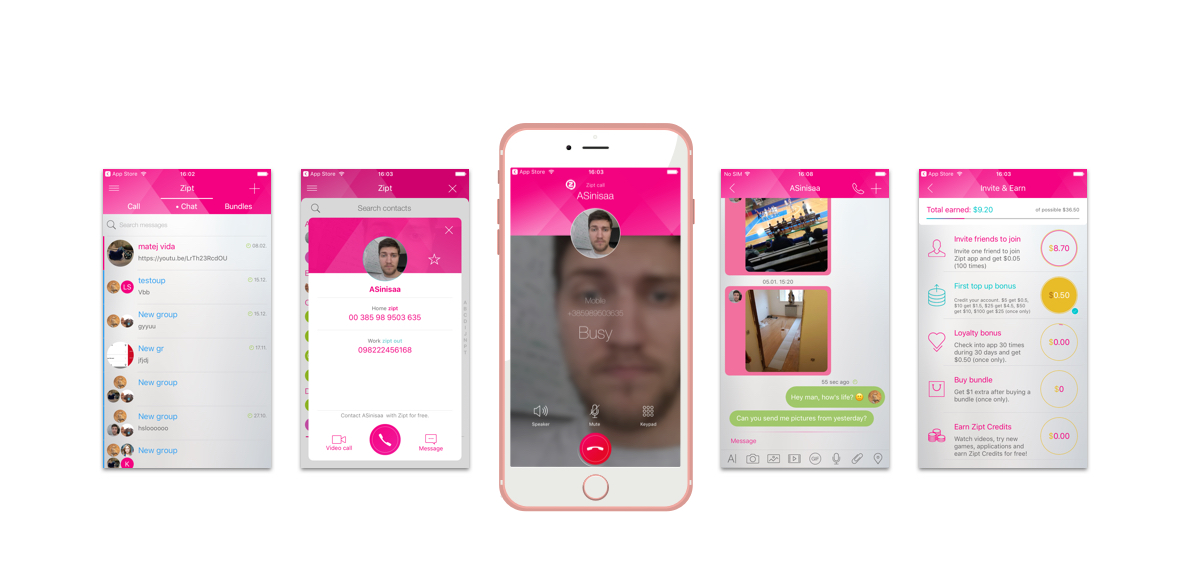 App Store 16:02
Zipt
Call • Chat Bundles
Search messages
matej vida 08.02.
https://youtu.be/LrTh23RcdOU
testoup 15.12.
LS
Vbb
New group 15.12.
gyyuu
New gr 17.11.
jfjdj
New group
New group 27.10.
hsloooooo
New group
K
App Store 16:03
Zipt
Search contacts
ASinisaa
Home zipt
00 385 98 9503 635
Work zipt out
098222456168
Contact ASinisaa with Zipt for free.
Video call
Message
App Store 16:03
Zipt call
ASinisaa
Mobile
+385989503635
Busy
Speaker
Mute
Keypad
No SIM 16:08
ASinisaa
05.01. 15:20
55 sec ago
Hey man, how's life?
Can you send me pictures from yesterday?
Message
GIF
App Store 16:03
Invite & Earn
Total earned: $9.20 of possible $36.50
Invite friends to join
Invite one friend to join
Zipt app and get $0.05
(100 times)
$8.70
First top up bonus
Credit your account. $5 get $0.5,
$10 get $1.5, $25 get $4.5, $50
get $10, $100 get $25 (once only)
$0.50
Loyalty bonus
Check into app 30 times
during 30 days and get
$0.50 (once only).
$0.00
Buy bundle
Get $1 extra after buying a
bundle (once only).
$0
Earn Zipt Credits
Watch videos, try new
games, applications and
earn Zipt Credits for free!
$0.00